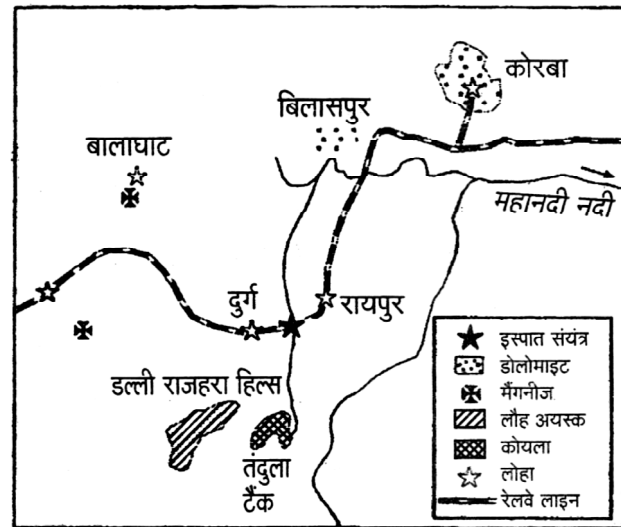 कोरबा
बिलासपुर
बालाघाट
महानदी नदी
दुर्ग
रायपुर
डल्ली राजहरा हिल्स
तंदुला
टैंक
इस्पात संयंत्र
डोलोमाइट
मैंगनीज
लौह अयस्क
कोयला
लोहा
रेलवे लाइन